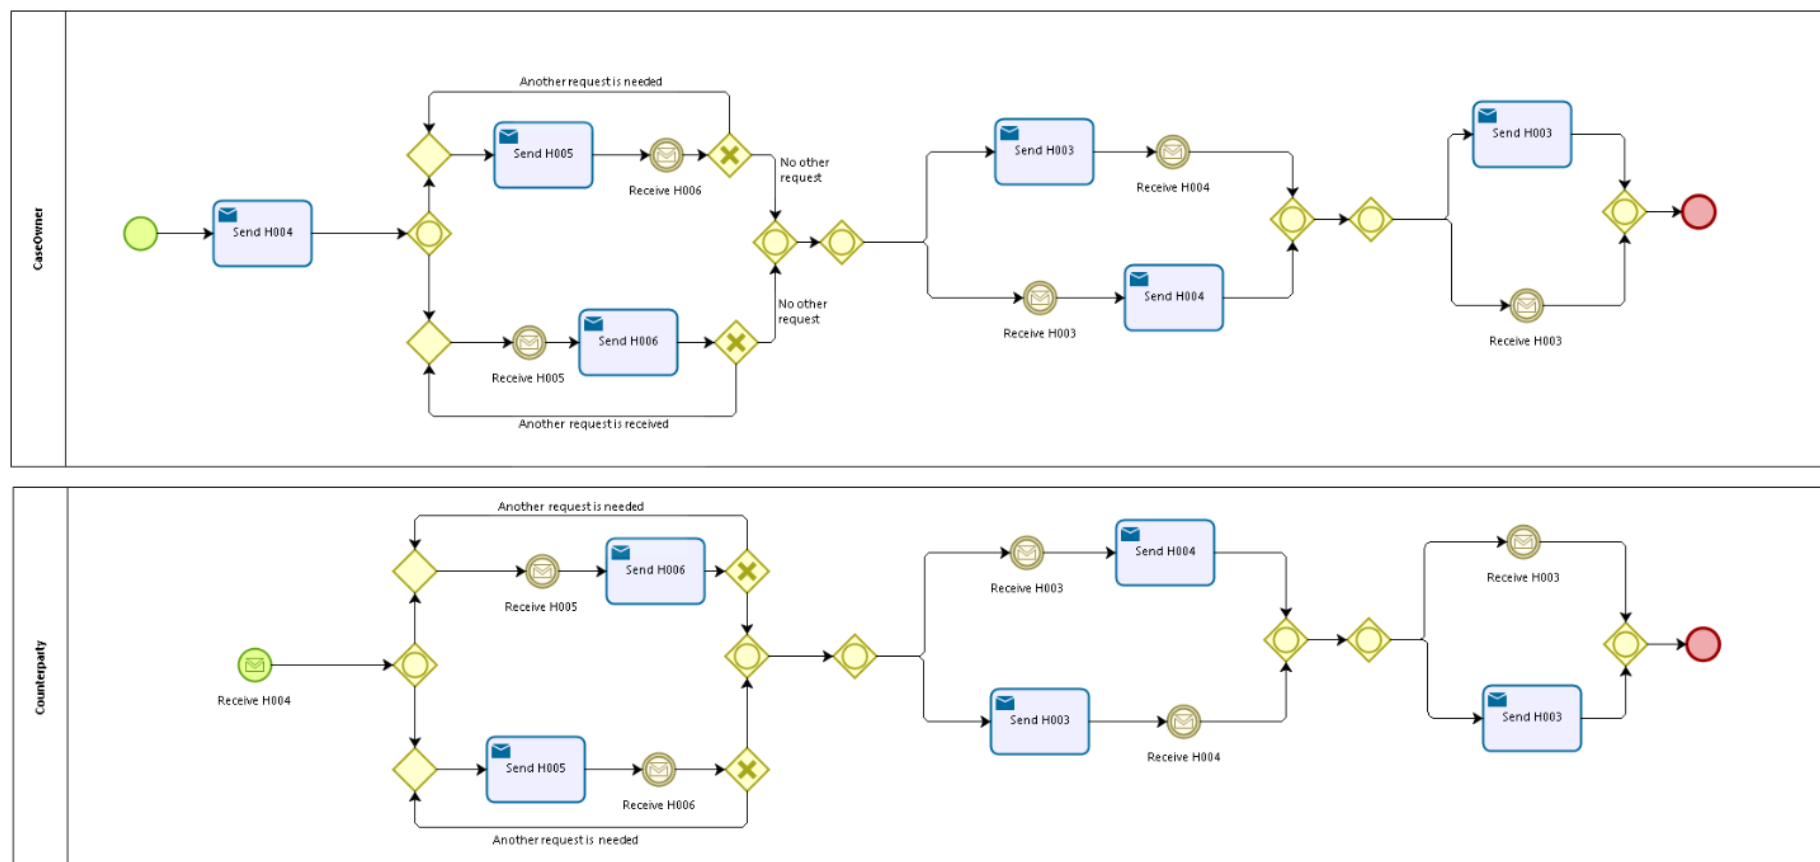 CaseOwner
Another request is needed
Send H005
Receive H006
No other
request
Send H004
Receive H005
Send H006
No other
request
Another request is received
Send H003
Receive H004
Receive H003
Send H004
Send H003
Receive H003
Counterparty
Another request is needed
Receive H005
Send H006
Receive H004
Send H005
Receive H006
Another request is needed
Receive H003
Send H004
Send H003
Receive H004
Receive H003
Send H003